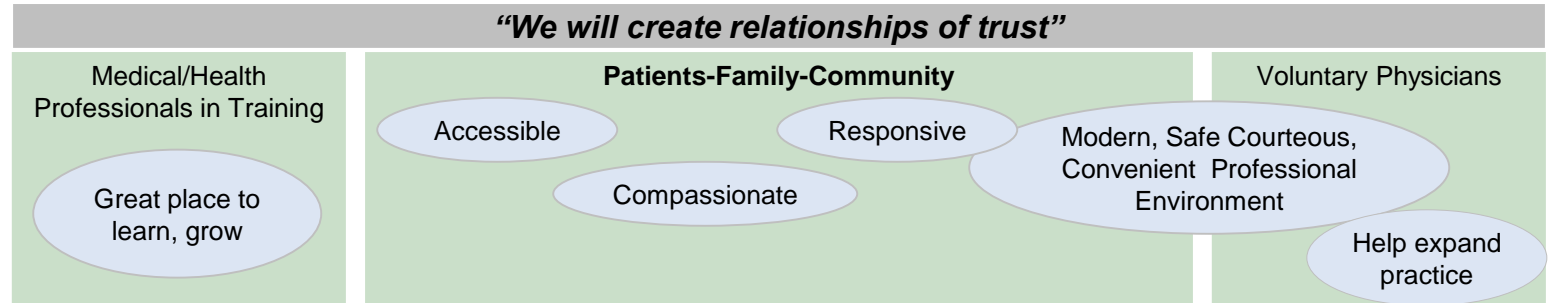 “We will create relationships of trust”
Medical/Health
Professionals in Training
Great place to
learn, grow
Patients-Family-Community
Accessible
Responsive
Compassionate
Modern, Safe Courteous,
Convenient Professional
Environment
Voluntary Physicians
Help expand
practice